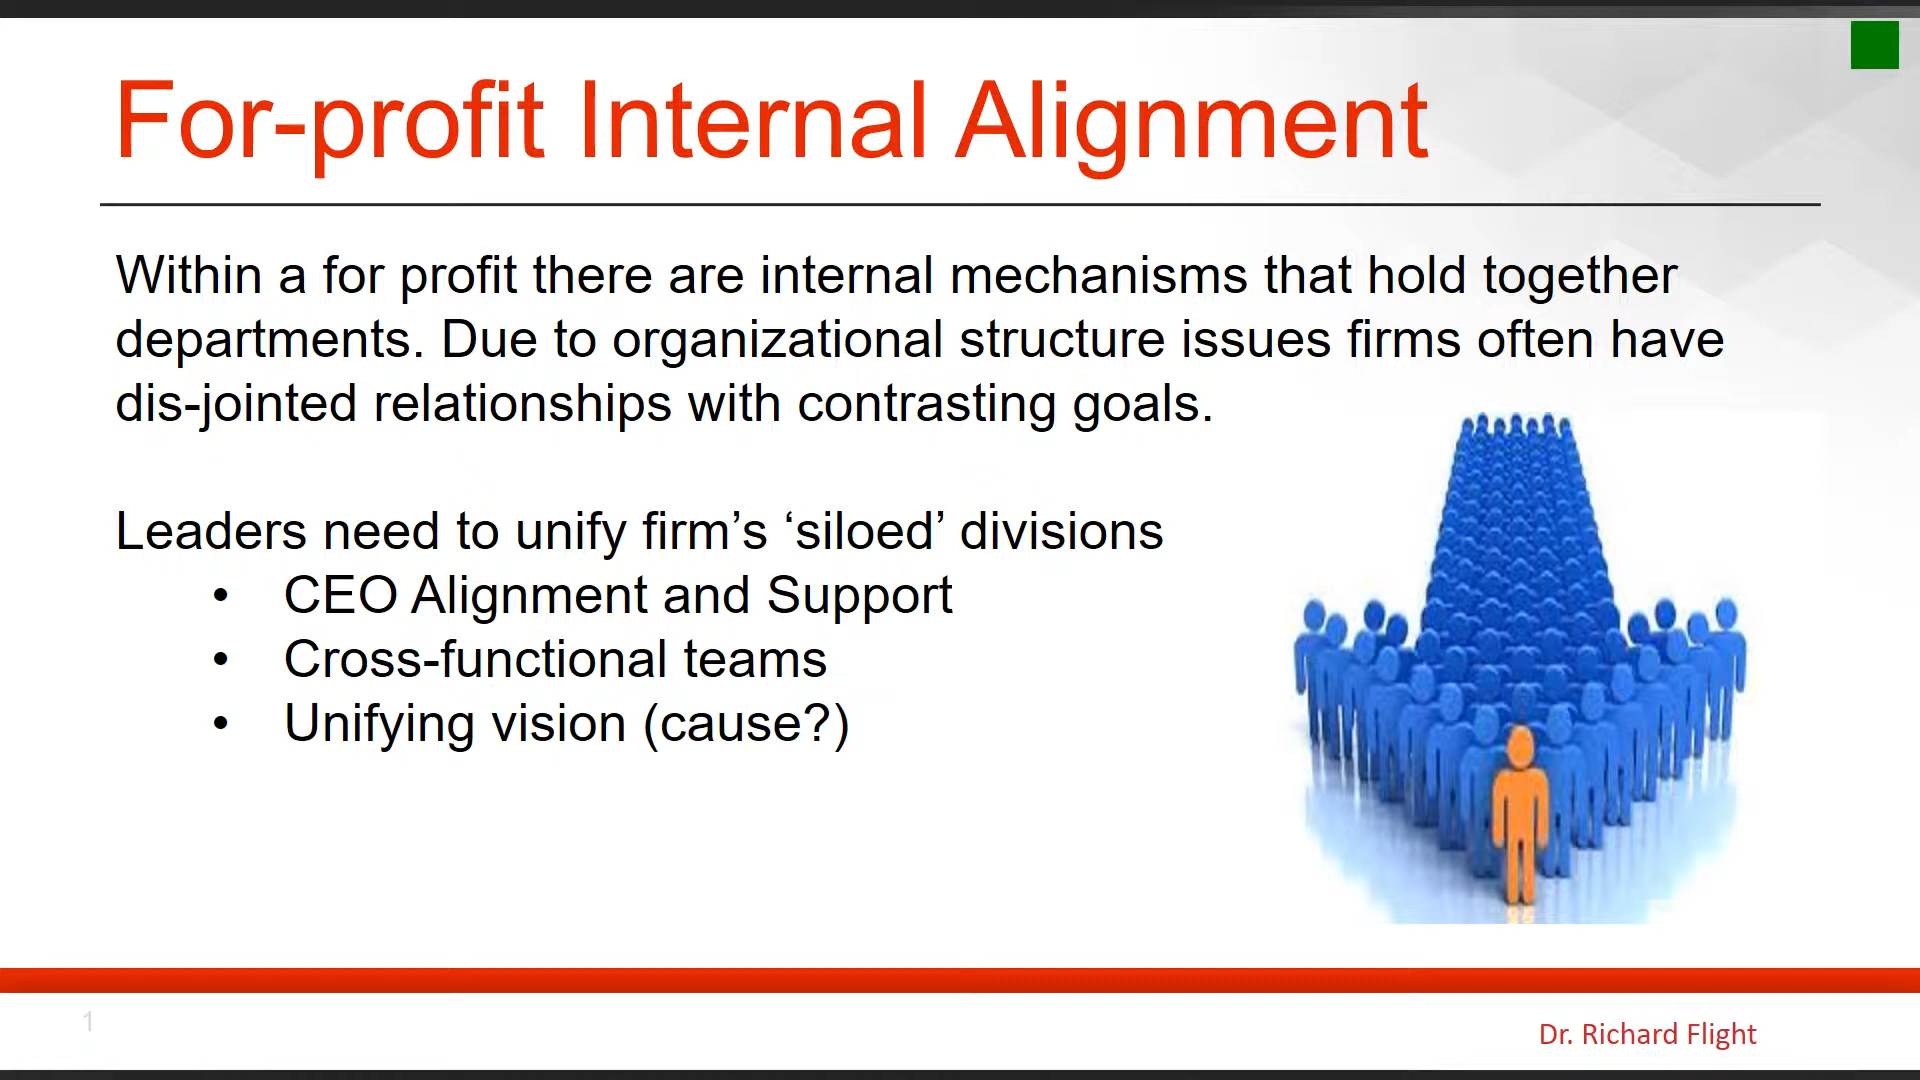 For-profit Internal Alignment
Within a for profit there are internal mechanisms that hold together
departments. Due to organizational structure issues firms often have
dis-jointed relationships with contrasting goals.
Leaders need to unify firm’s ‘siloed’ divisions
• CEO Alignment and Support
• Cross-functional teams
• Unifying vision (cause?)
1
Dr. Richard Flight